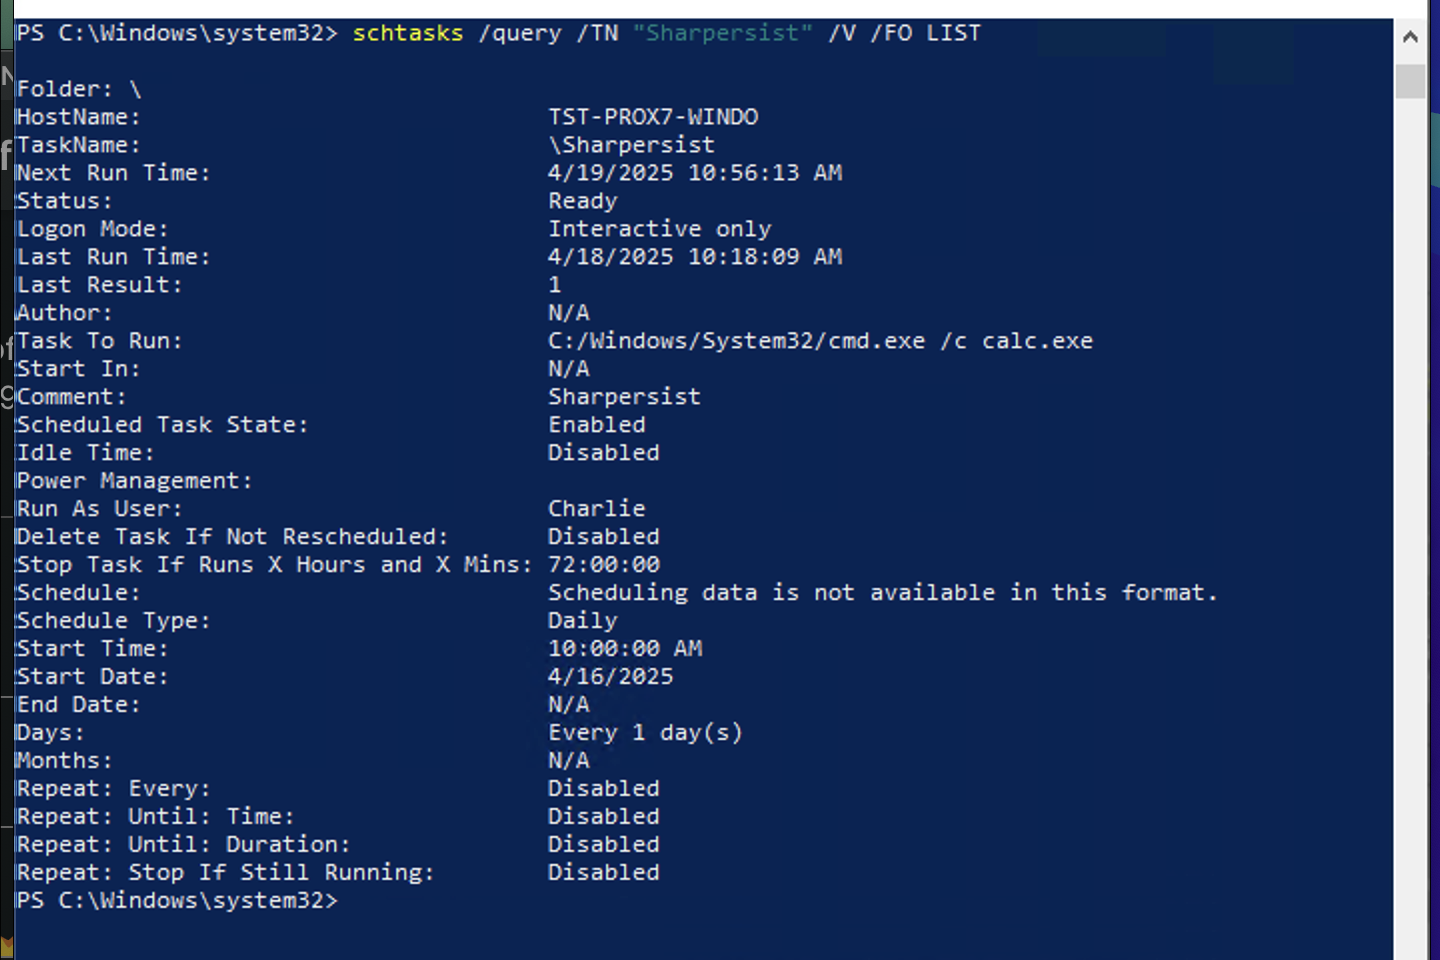 PS C:\Windows\system32> schtasks /query /TN "Sharpersist" /V /FO LIST
Folder: \
HostName: TST-PROX7-WINDO
TaskName: \Sharpersist
Next Run Time: 4/19/2025 10:56:13 AM
Status: Ready
Logon Mode: Interactive only
Last Run Time: 4/18/2025 10:18:09 AM
Last Result: 1
Author: N/A
Task To Run: C:/Windows/System32/cmd.exe /c calc.exe
Start In: N/A
Comment: Sharpersist
Scheduled Task State: Enabled
Idle Time: Disabled
Power Management:
Run As User: Charlie
Delete Task If Not Rescheduled: Disabled
Stop Task If Runs X Hours and X Mins: 72:00:00
Schedule: Scheduling data is not available in this format.
Schedule Type: Daily
Start Time: 10:00:00 AM
Start Date: 4/16/2025
End Date: N/A
Days: Every 1 day(s)
Months: N/A
Repeat: Every: Disabled
Repeat: Until: Time: Disabled
Repeat: Until: Duration: Disabled
Repeat: Stop If Still Running: Disabled
PS C:\Windows\system32>